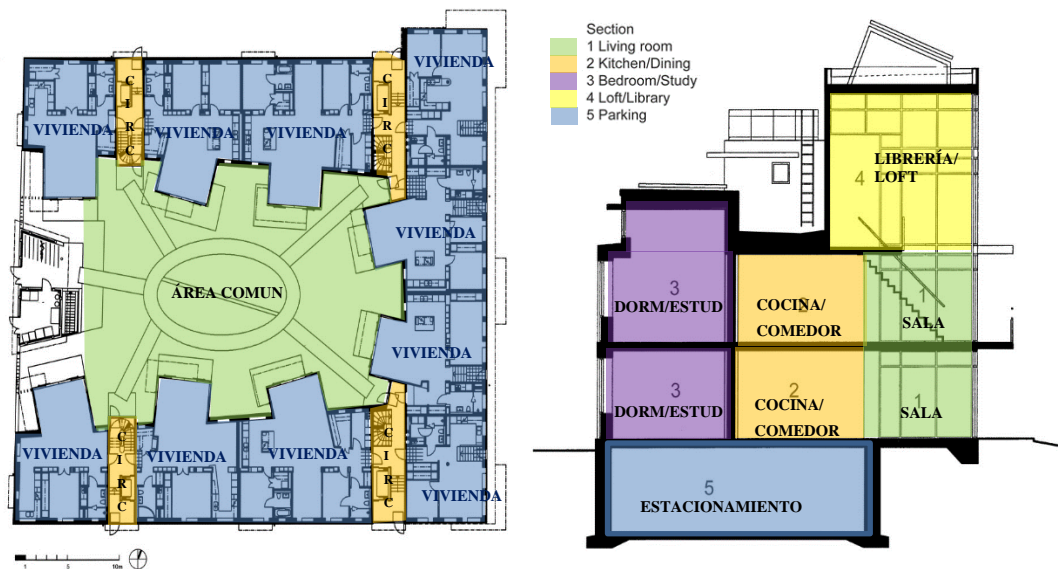 VIVIENDA
C
I
R
C
VIVIENDA
VIVIENDA
C
I
R
C
VIVIENDA
VIVIENDA
ÁREA COMUN
VIVIENDA
VIVIENDA
C
I
R
C
VIVIENDA
VIVIENDA
C
I
R
C
VIVIENDA
1 5 10m
Section
1 Living room
2 Kitchen/Dining
3 Bedroom/Study
4 Loft/Library
5 Parking
4
LIBRERÍA/
LOFT
3
DORM/ESTUD
2
COCINA/
COMEDOR
1
SALA
3
DORM/ESTUD
2
COCINA/
COMEDOR
1
SALA
5
ESTACIONAMIENTO